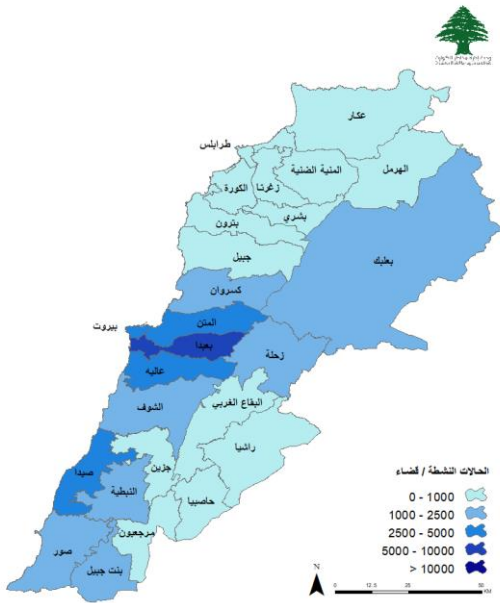 عكار
طرابلس
المنية الضنية
الهرمل
زغرتا
الكورة
بشري
بترون
جبيل
بعلبك
كسروان
المتن
بيروت
بعبدا
زحلة
عاليه
الشوف
البقاع الغربي
راشيا
صيدا
جزين
النبطية
حاصبيا
مرجعيون
صور
بنت جبيل
الحالات النشطة / قضاء
0 - 1000
1000 - 2500
2500 - 5000
5000 - 10000
> 10000
N
0 12.5 25 50